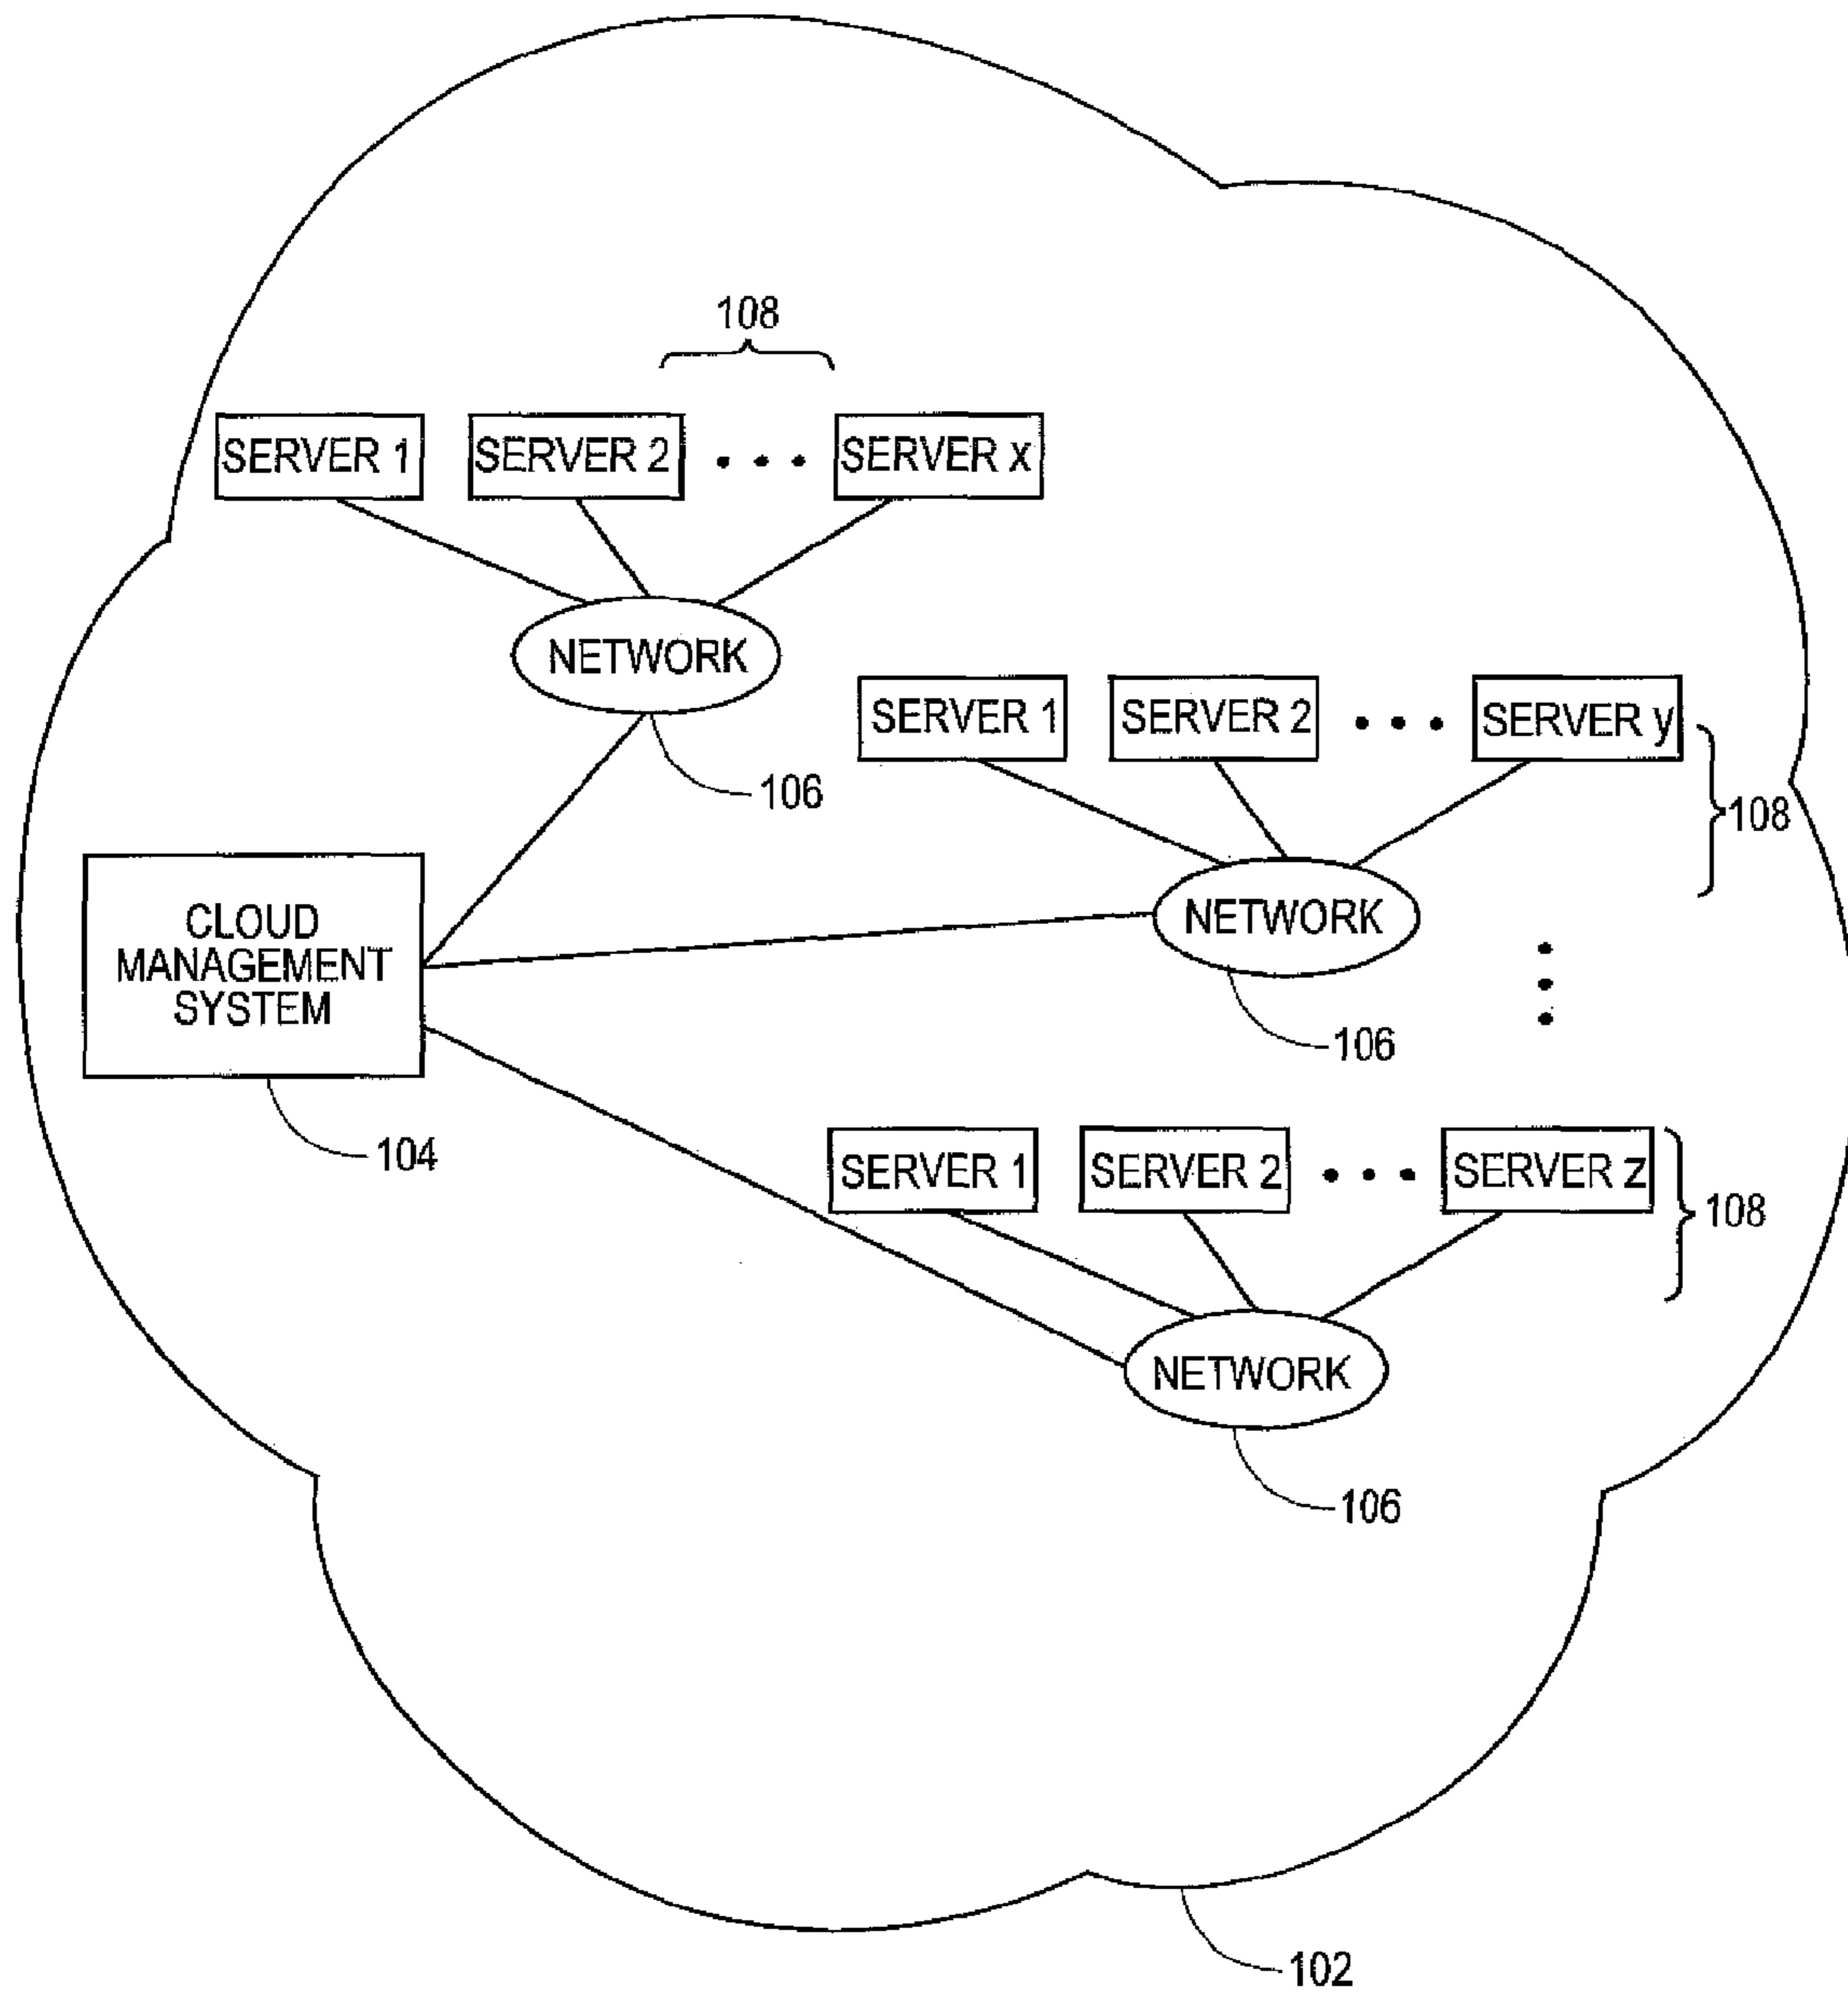 108
SERVER 1 SERVER 2 • • • SERVER x
NETWORK
106
SERVER 1 SERVER 2 • • • SERVER y
108
NETWORK
106
CLOUD
MANAGEMENT
SYSTEM
104
SERVER 1 SERVER 2 • • • SERVER z
108
NETWORK
106
102